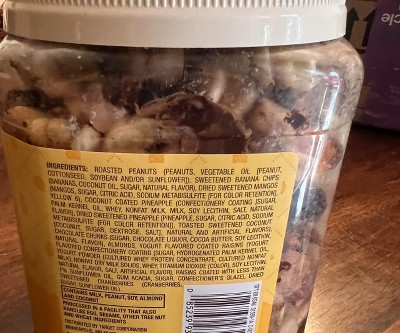 INGREDIENTS: ROASTED PEANUTS (PEANUTS, VEGETABLE OIL [PEANUT,
COTTONSEED, SOYBEAN AND/OR SUNFLOWER]), SWEETENED BANANA CHIPS
(BANANAS, COCONUT OIL, SUGAR, NATURAL FLAVOR), DRIED SWEETENED MANGOS
(MANGOS, SUGAR, CITRIC ACID, SODIUM METABISULFITE [FOR COLOR RETENTION],
YELLOW 6), COCONUT COATED PINEAPPLE (CONFECTIONERY COATING [SUGAR,
PALM KERNEL OIL, WHEY, NONFAT MILK, MILK, SOY LECITHIN, SALT, NATURAL
FLAVOR], DRIED SWEETENED PINEAPPLE [PINEAPPLE, SUGAR, CITRIC ACID, SODIUM
METABISULFITE (FOR COLOR RETENTION)], TOASTED SWEETENED COCONUT
[COCONUT, SUGAR, DEXTROSE, SALT], NATURAL AND ARTIFICIAL FLAVORS),
CHOCOLATE CHUNKS (SUGAR, CHOCOLATE LIQUOR, COCOA BUTTER, SOY LECITHIN,
NATURAL FLAVOR, SALT), ALMONDS, YOGURT FLAVORED COATED RAISINS (YOGURT
FLAVORED CONFECTIONERY COATING [SUGAR, HYDROGENATED PALM KERNEL OIL,
YOGURT POWDER (CULTURED WHEY PROTEIN CONCENTRATE, CULTURED NONFAT
MILK), NONFAT DRY MILK SOLIDS, WHEY, TITANIUM DIOXIDE (COLOR), SOY LECITHIN,
NATURAL FLAVOR, SALT, ARTIFICIAL FLAVOR], RAISINS COATED WITH LESS THAN
1% SUNFLOWER OIL, GUM ACACIA, SUGAR, CONFECTIONER'S GLAZE), DRIED
SWEETENED CRANBERRIES (CRANBERRIES,
SUGAR, SUNFLOWER OIL).
CONTAINS MILK, PEANUT, SOY, ALMOND
AND COCONUT.
PROCESSED IN A FACILITY THAT ALSO
HANDLES EGG, SESAME, OTHER TREE NUT
AND WHEAT INGREDIENTS.
DISTRIBUTED BY TARGET CORPORATION